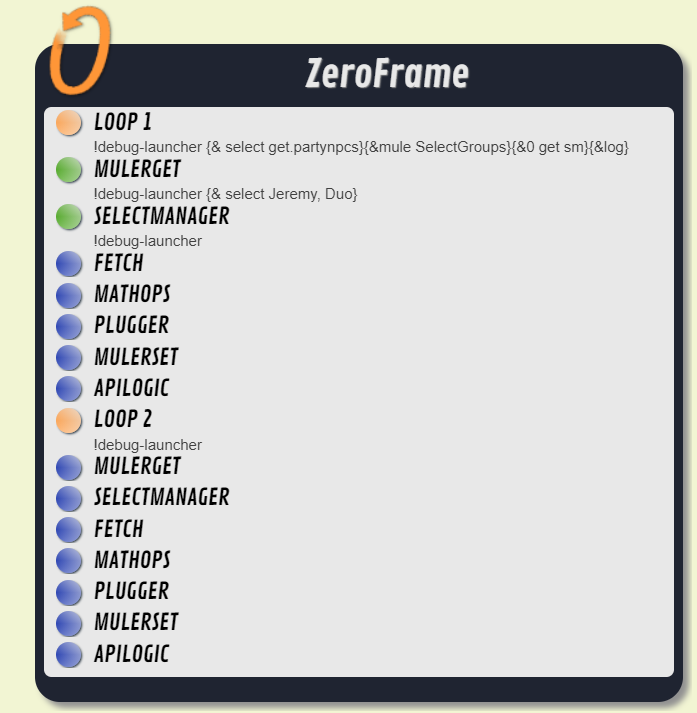 ZeroFrame
LOOP 1
!debug-launcher {& select get.partynpcs}{&mule SelectGroups}{&0 get sm}{&log}
MULERGET
!debug-launcher {& select Jeremy, Duo}
SELECTMANAGER
!debug-launcher
FETCH
MATHOPS
PLUGGER
MULERSET
APILOGIC
LOOP 2
!debug-launcher
MULERGET
SELECTMANAGER
FETCH
MATHOPS
PLUGGER
MULERSET
APILOGIC